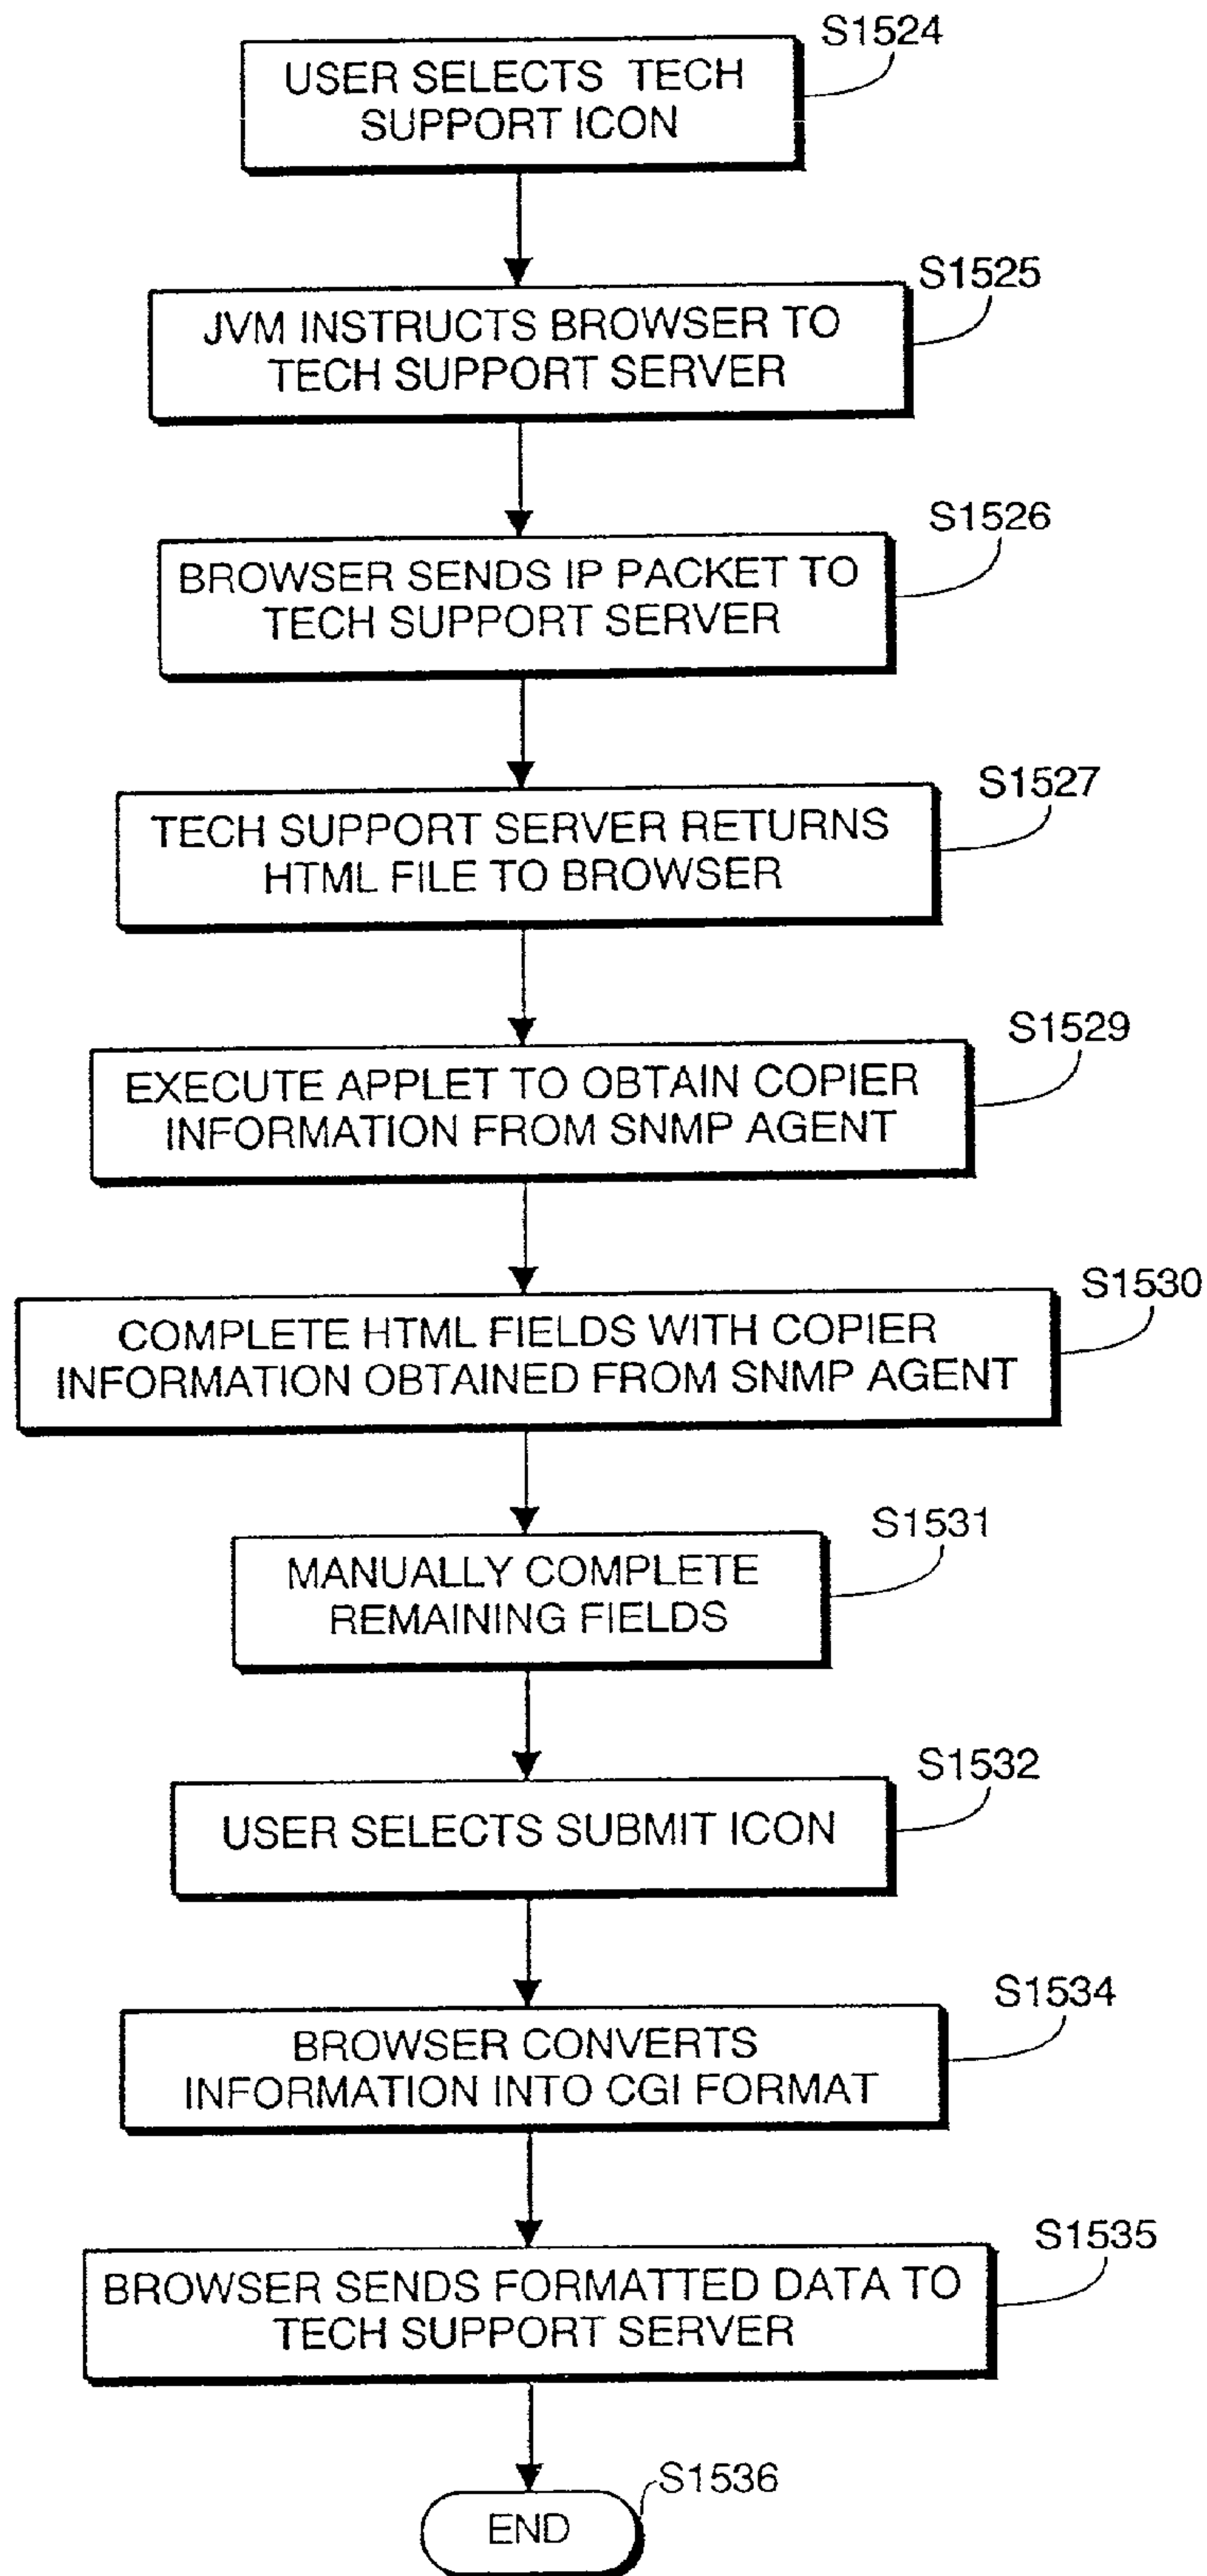 S1524
USER SELECTS TECH
SUPPORT ICON
S1525
JVM INSTRUCTS BROWSER TO
TECH SUPPORT SERVER
S1526
BROWSER SENDS IP PACKET TO
TECH SUPPORT SERVER
S1527
TECH SUPPORT SERVER RETURNS
HTML FILE TO BROWSER
S1529
EXECUTE APPLET TO OBTAIN COPIER
INFORMATION FROM SNMP AGENT
S1530
COMPLETE HTML FIELDS WITH COPIER
INFORMATION OBTAINED FROM SNMP AGENT
S1531
MANUALLY COMPLETE
REMAINING FIELDS
S1532
USER SELECTS SUBMIT ICON
S1534
BROWSER CONVERTS
INFORMATION INTO CGI FORMAT
S1535
BROWSER SENDS FORMATTED DATA TO
TECH SUPPORT SERVER
S1536
END